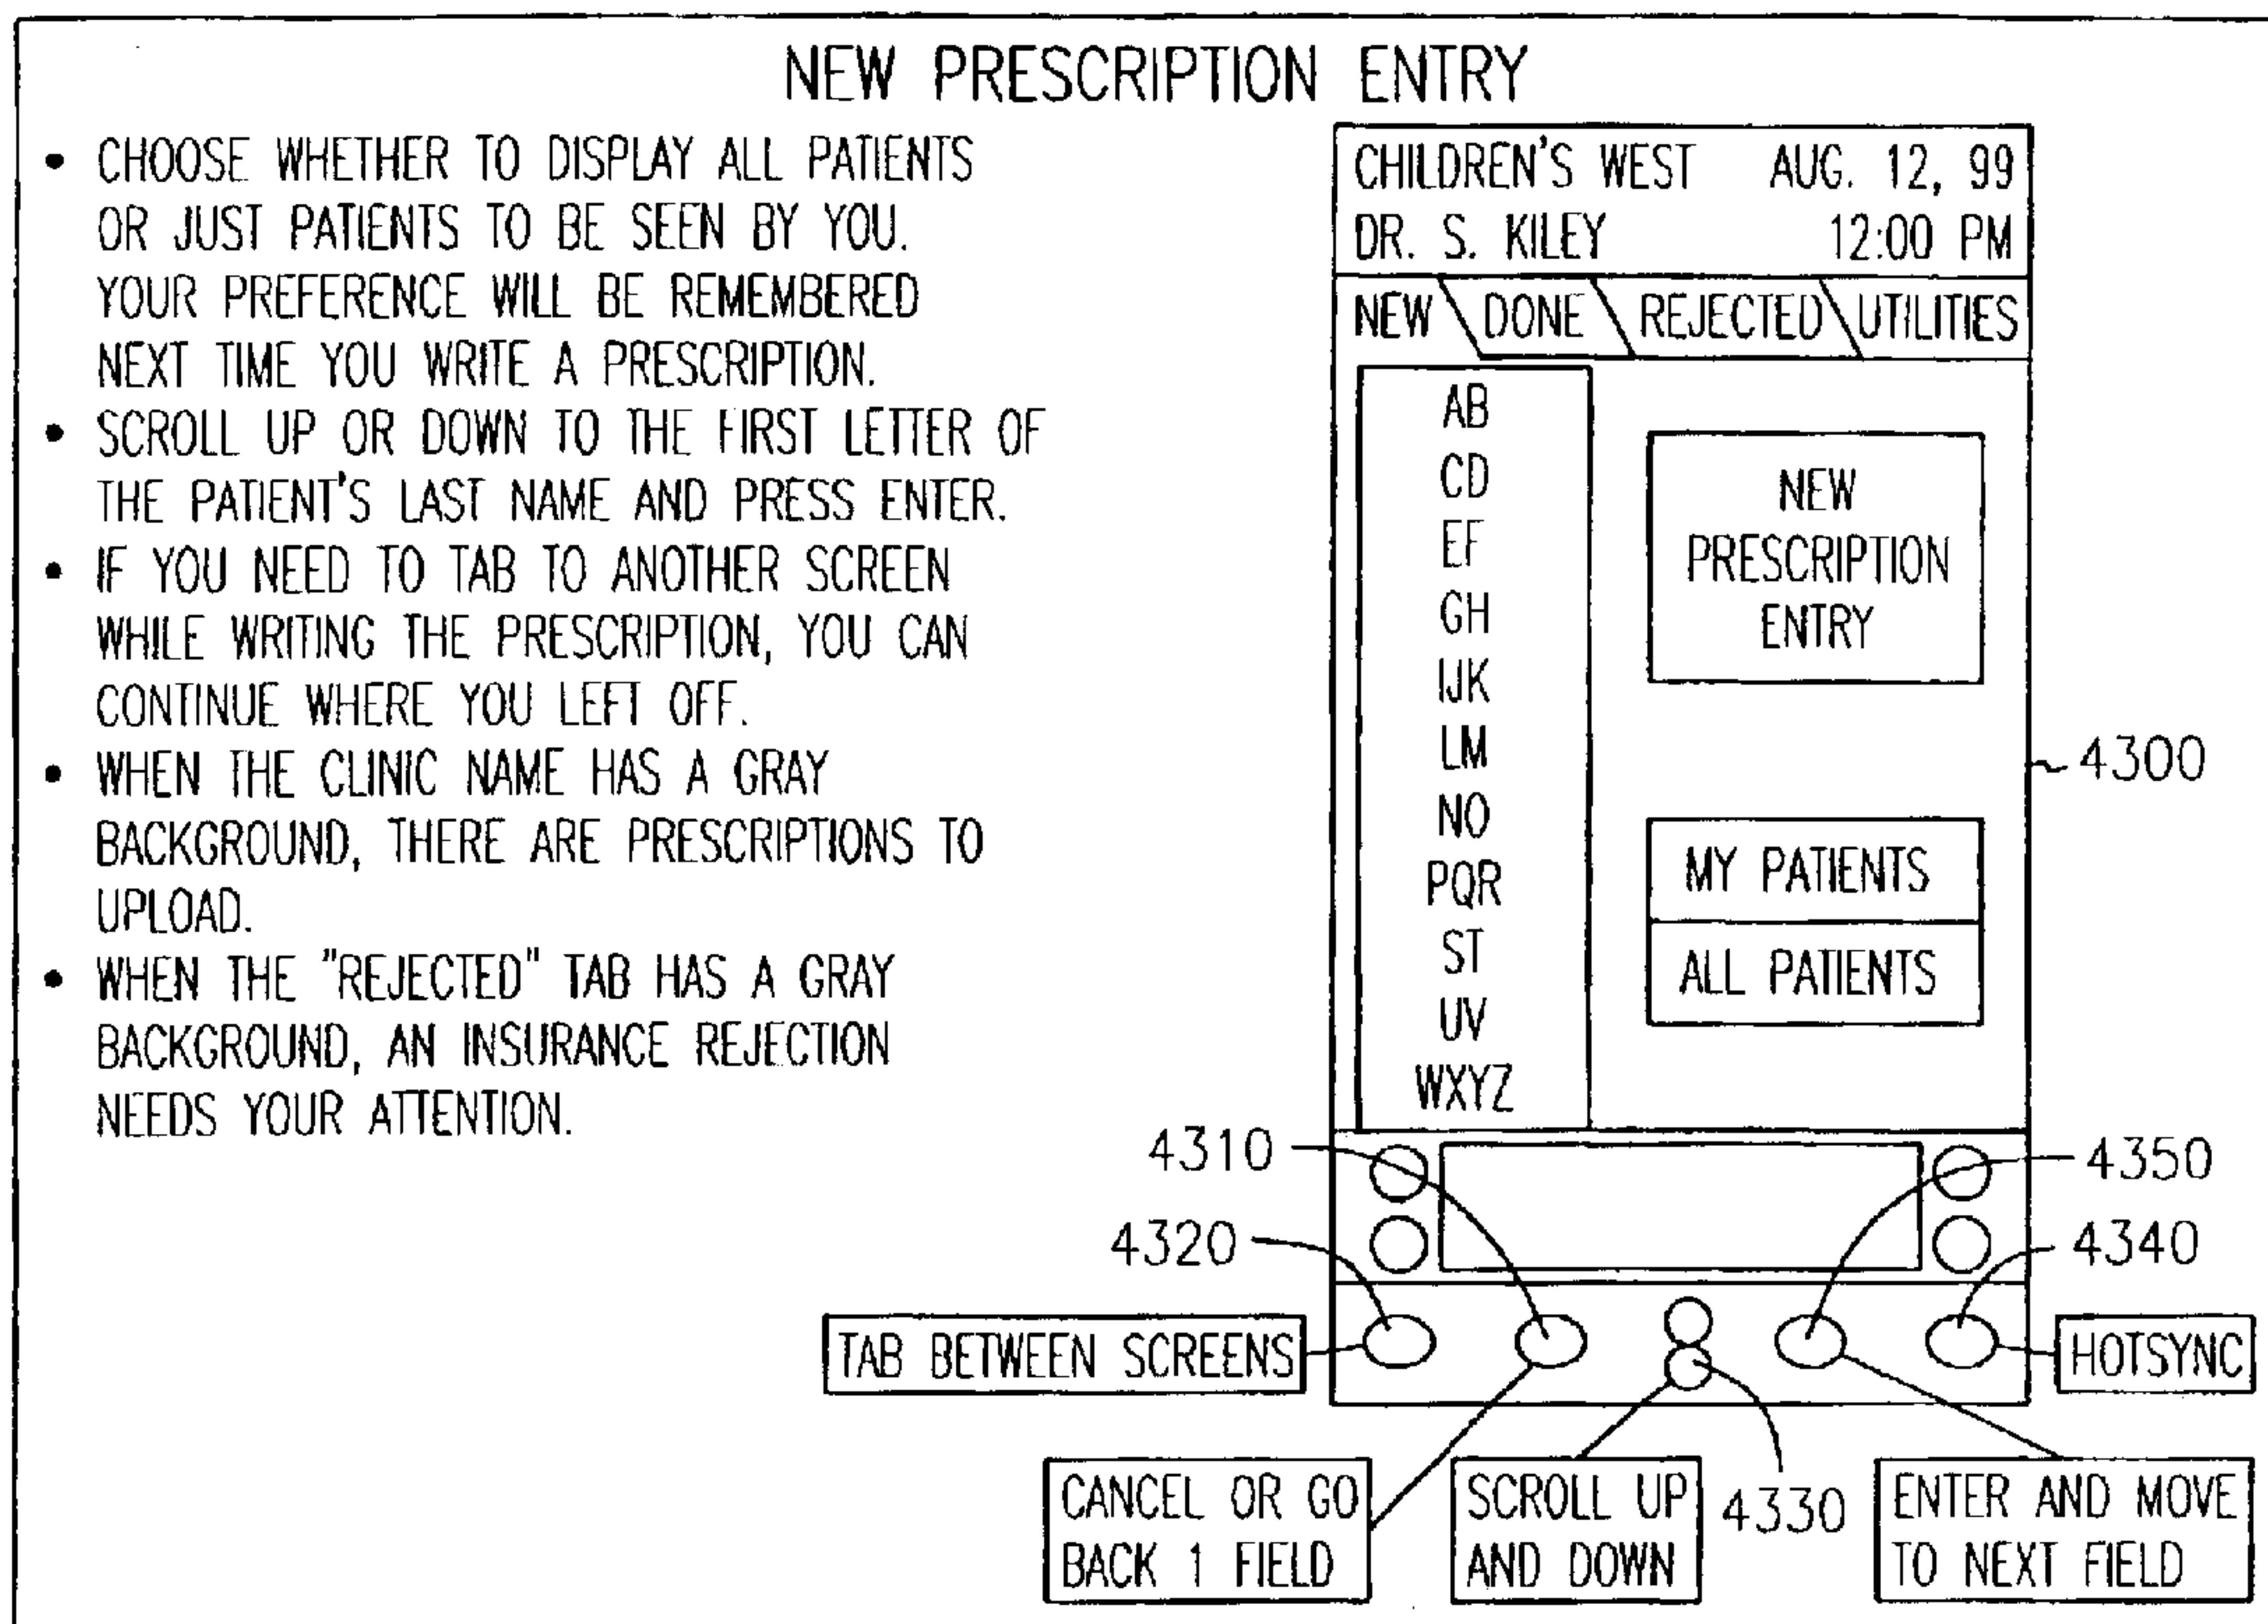 NEW PRESCRIPTION ENTRY
• CHOOSE WHETHER TO DISPLAY ALL PATIENTS
OR JUST PATIENTS TO BE SEEN BY YOU.
YOUR PREFERENCE WILL BE REMEMBERED
NEXT TIME YOU WRITE A PRESCRIPTION.
• SCROLL UP OR DOWN TO THE FIRST LETTER OF
THE PATIENT'S LAST NAME AND PRESS ENTER.
• IF YOU NEED TO TAB TO ANOTHER SCREEN
WHILE WRITING THE PRESCRIPTION, YOU CAN
CONTINUE WHERE YOU LEFT OFF.
• WHEN THE CLINIC NAME HAS A GRAY
BACKGROUND, THERE ARE PRESCRIPTIONS TO
UPLOAD.
• WHEN THE "REJECTED" TAB HAS A GRAY
BACKGROUND, AN INSURANCE REJECTION
NEEDS YOUR ATTENTION.
CHILDREN'S WEST AUG. 12, 99
DR. S. KILEY 12:00 PM
NEW DONE REJECTED UTILITIES
AB
CD
EF
GH
IJK
LM
NO
PQR
ST
UV
WXYZ
NEW
PRESCRIPTION
ENTRY
MY PATIENTS
ALL PATIENTS
4300
4310
4350
4320
4340
TAB BETWEEN SCREENS
HOTSYNC
CANCEL OR GO
BACK 1 FIELD
SCROLL UP
AND DOWN
4330
ENTER AND MOVE
TO NEXT FIELD